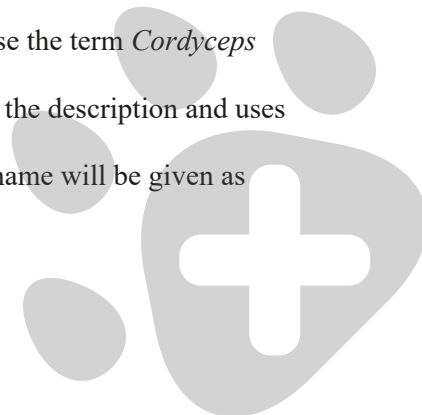 se the term Cordyceps
the description and uses
name will be given as